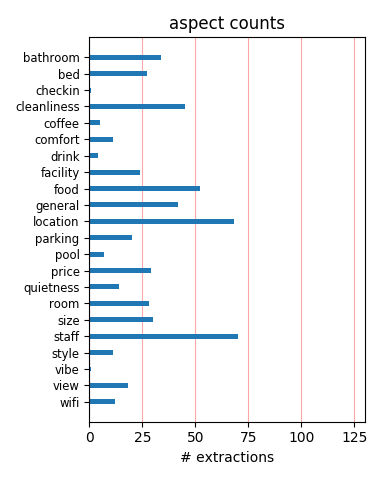 aspect counts
bathroom
bed
checkin
cleanliness
coffee
comfort
drink
facility
food
general
location
parking
pool
price
quietness
room
size
staff
style
vibe
view
wifi
0 25 50 75 100 125
# extractions